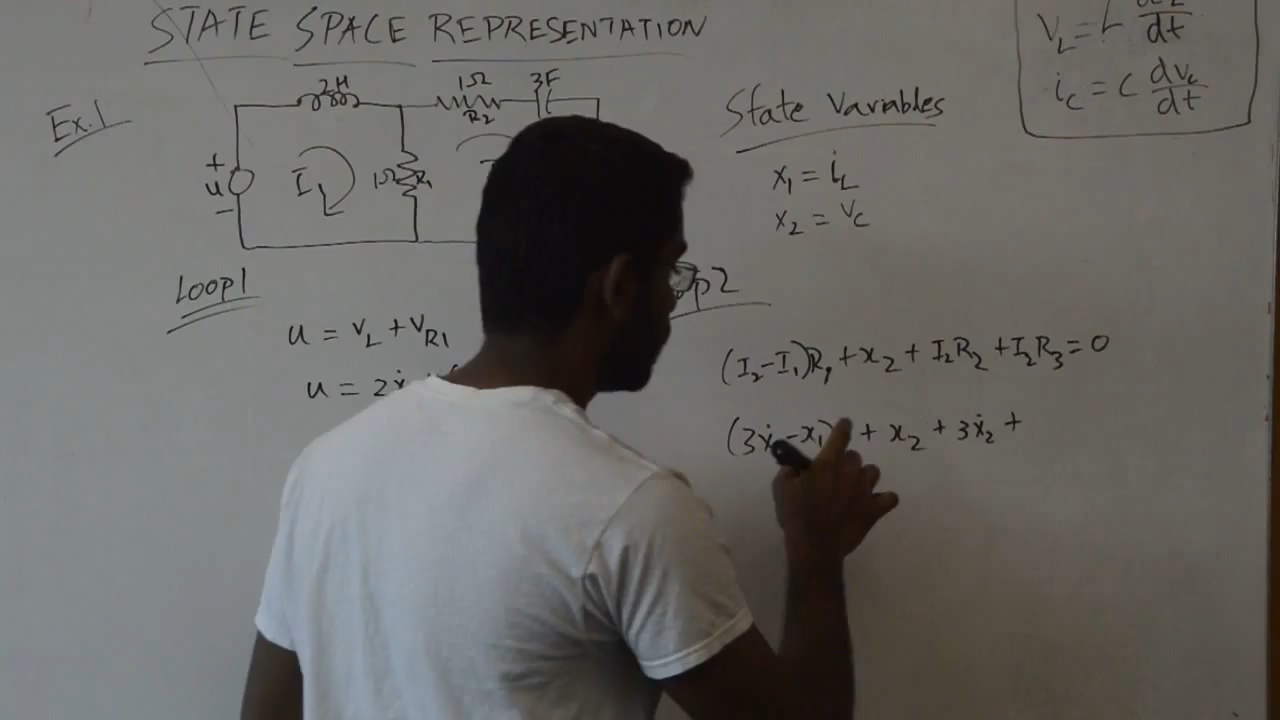 STATE SPACE REPRESENTATION
Ex.1
2H
1Ω
R2
3F
+
u
-
I1
1Ω
R1
State Variables
x1 = iL
x2 = vc
VL = L
dt
ic = C dvc/dt
Loop1
u = vL + vR1
u = 2ẋ
(I2-I1)R1 + x2 + I2R2 + I2R3 = 0
(3ẋ - x1) + x2 + 3ẋ2 +